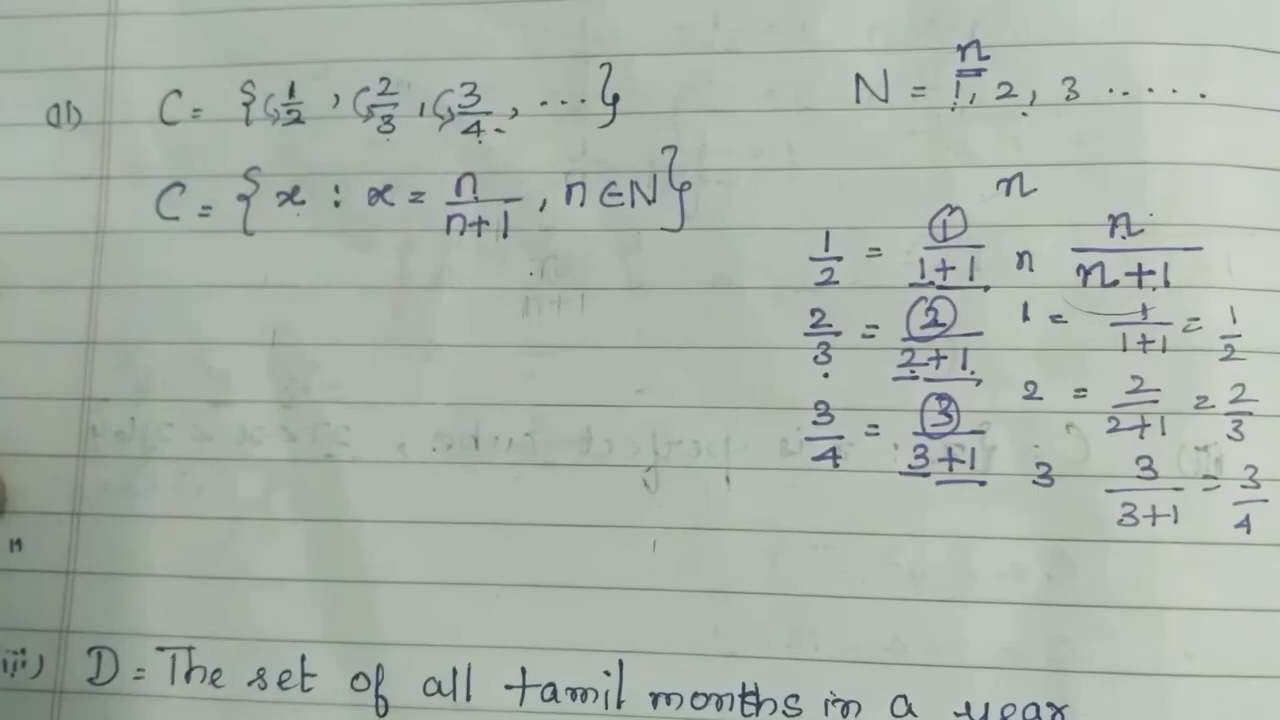 ii) C = { 1/2 , 2/3 , 3/4 , ... }
N = 1, 2, 3 .....
n
C = { x : x = n/(n+1) , n ∈ N }
n
1/2 = 1/(1+1)
n n/(n+1)
2/3 = 2/(2+1)
1 = 1/(1+1) = 1/2
3/4 = 3/(3+1)
2 = 2/(2+1) = 2/3
3 3/(3+1) = 3/4
iii) D = The set of all tamil months in a year